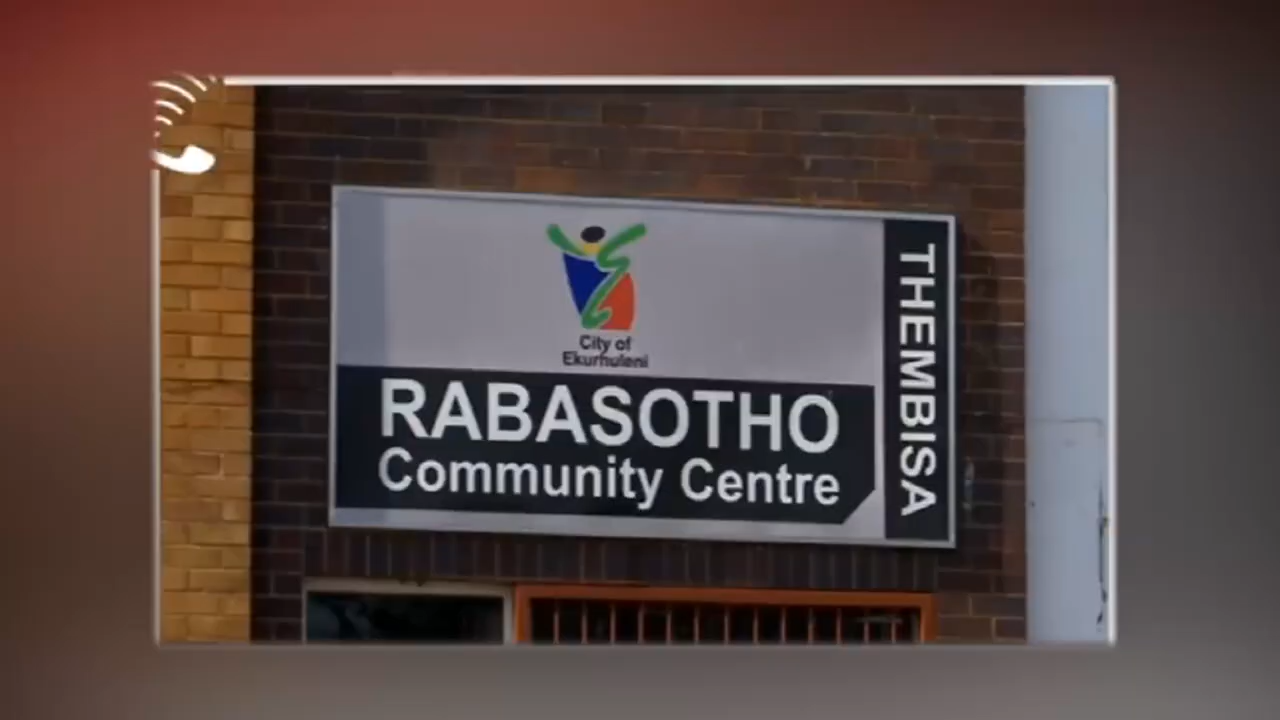 City of
Ekurhuleni
RABASOTHO
Community Centre
THEMBISA